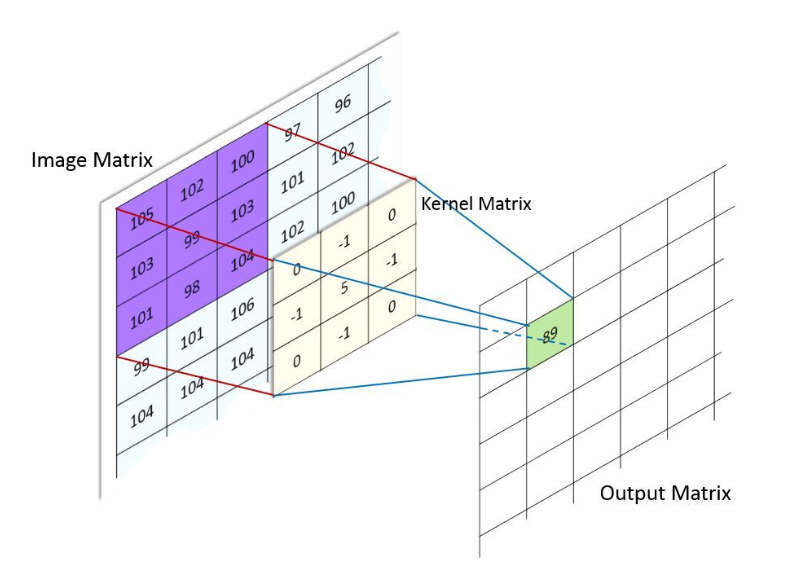 Image Matrix
105 102 100 97 96
103 99 103 101 102
101 98 104 102 100
99 101 106
104 104 104
Kernel Matrix
0 -1 0
-1 5 -1
0 -1 0
89
Output Matrix